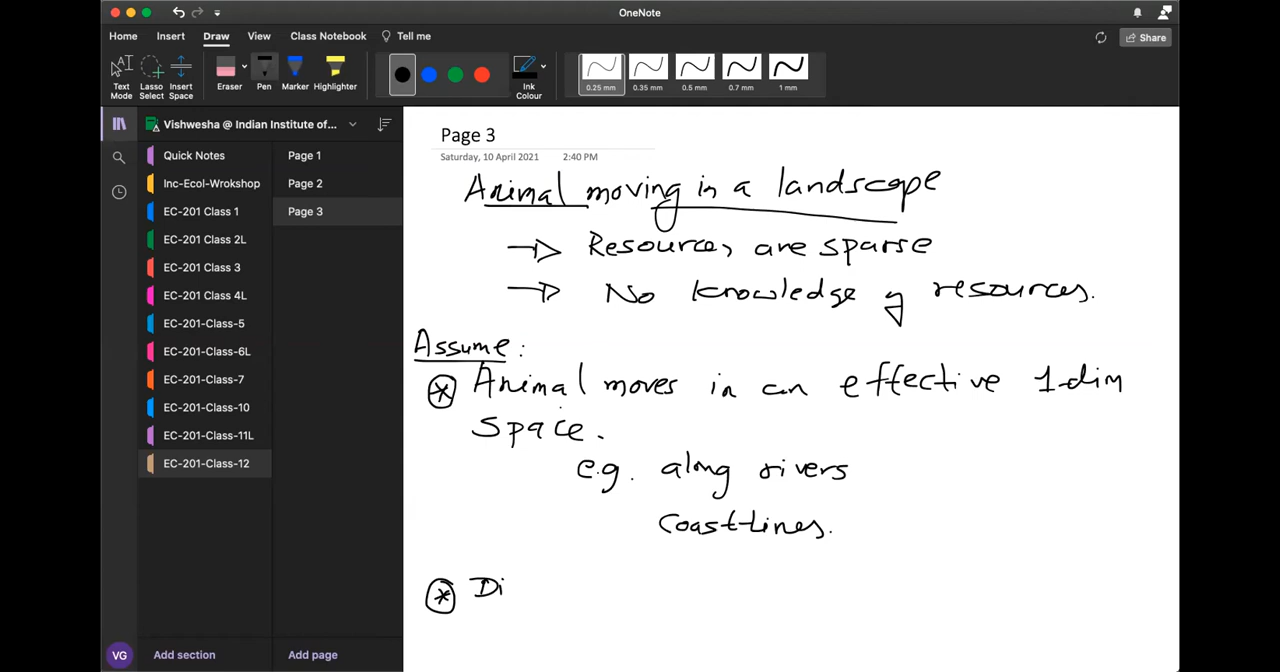 OneNote
Home Insert Draw View Class Notebook Tell me
Share
Text Mode
Lasso Select
Insert Space
Eraser
Pen
Marker
Highlighter
Ink Colour
0.25 mm
0.35 mm
0.5 mm
0.7 mm
1 mm
Vishwesha @ Indian Institute of...
Quick Notes
Inc-Ecol-Wrokshop
EC-201 Class 1
EC-201 Class 2L
EC-201 Class 3
EC-201 Class 4L
EC-201-Class-5
EC-201-Class-6L
EC-201-Class-7
EC-201-Class-10
EC-201-Class-11L
EC-201-Class-12
Page 1
Page 2
Page 3
VG
Add section
Add page
Page 3
Saturday, 10 April 2021 2:40 PM
Animal moving in a landscape
→ Resources are sparse
→ No knowledge of resources.
Assume:
* Animal moves in an effective 1-dim
space.
e.g. along rivers
Coastlines.
* Di